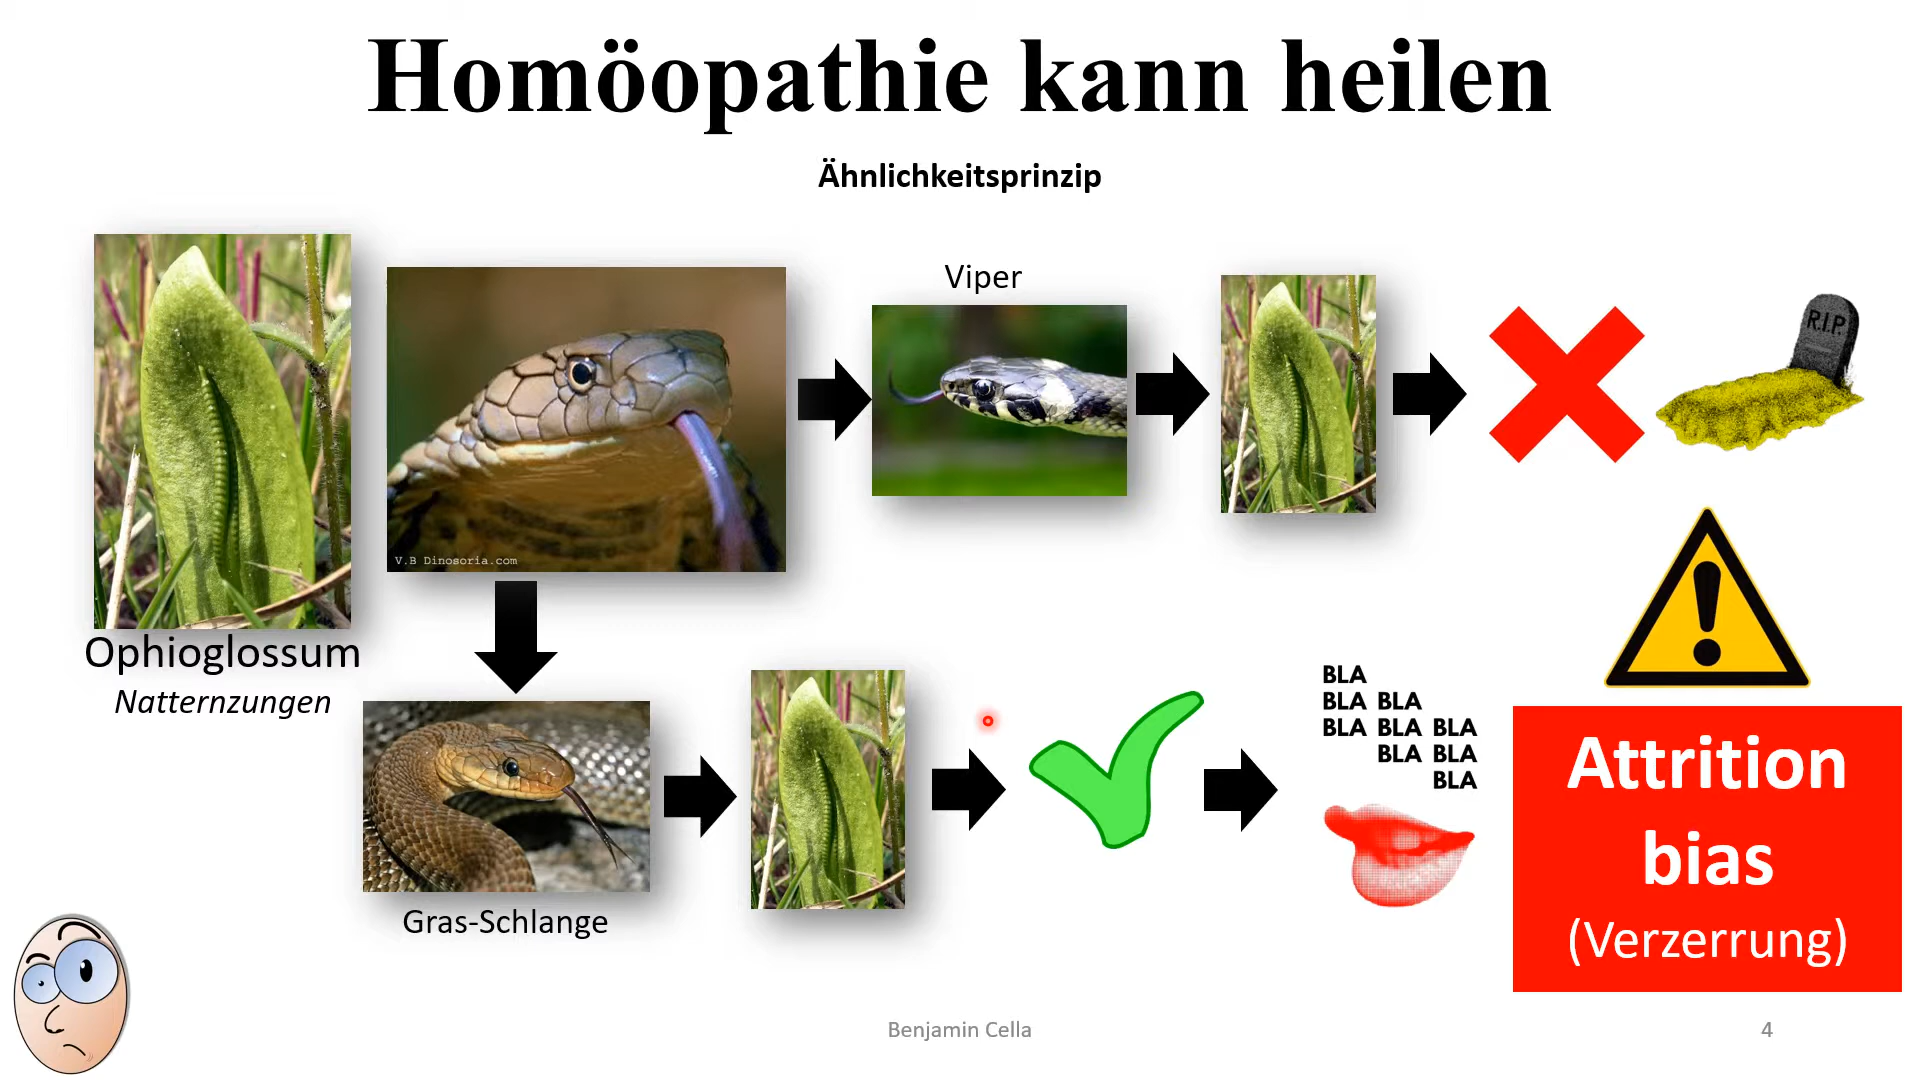 Homöopathie kann heilen
Ähnlichkeitsprinzip
Viper
R.I.P.
V.B Dinosoria.com
Ophioglossum
Natternzungen
Gras-Schlange
BLA
BLA BLA
BLA BLA BLA
BLA BLA
BLA
Attrition
bias
(Verzerrung)
Benjamin Cella
4